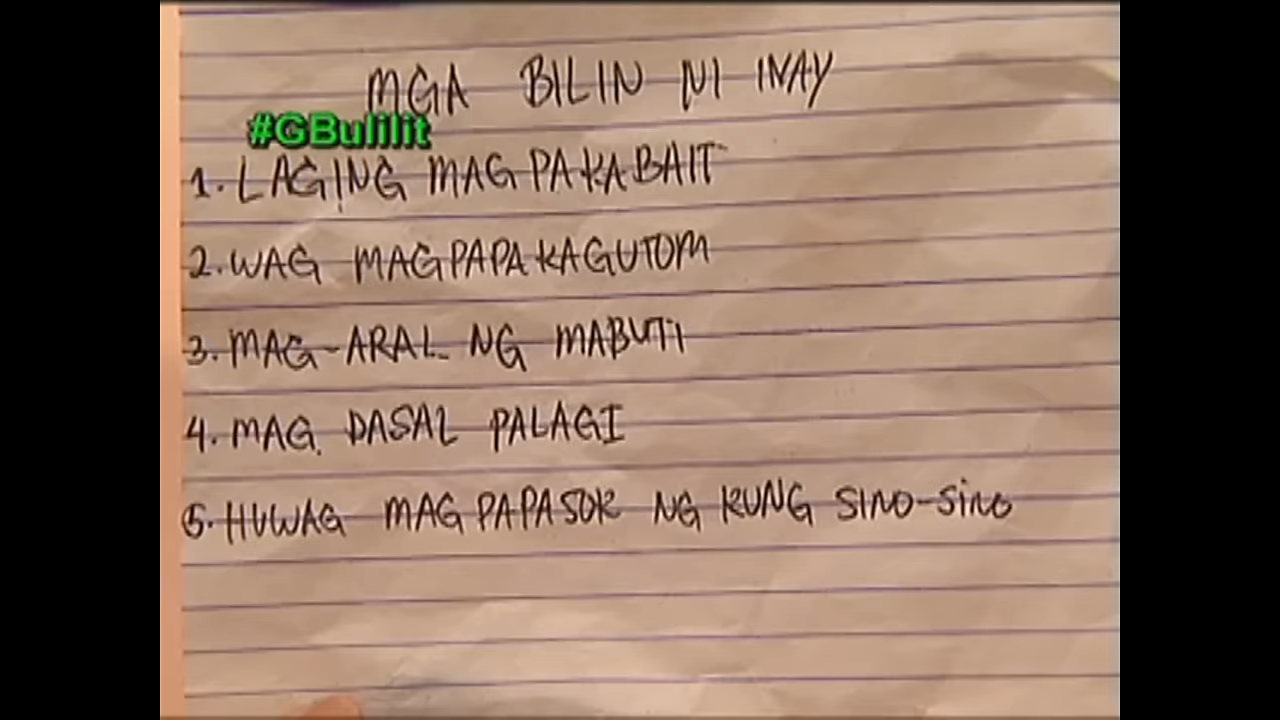 MGA BILIN NI INAY
#GBulilit
1. LAGING MAGPAKABAIT
2. WAG MAGPAPAKAGUTOM
3. MAG-ARAL NG MABUTI
4. MAG DASAL PALAGI
5. HUWAG MAGPAPASOK NG KUNG SINO-SINO